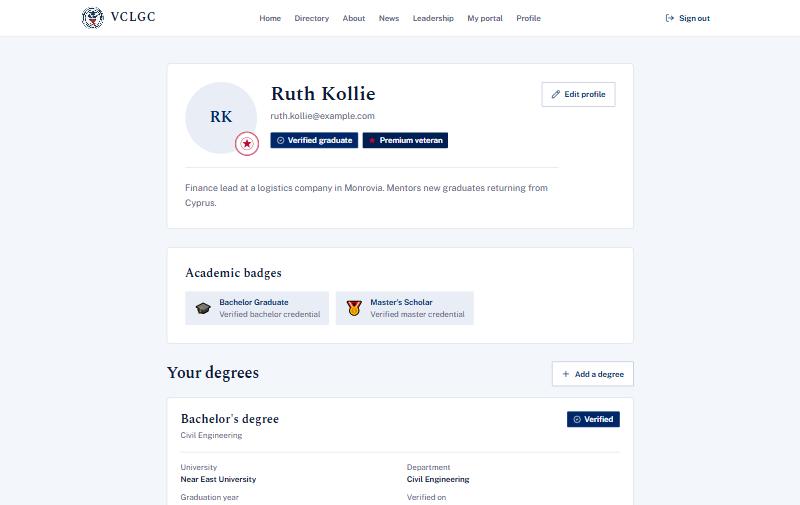 VCLGC
Home Directory About News Leadership My portal Profile
Sign out
RK
Ruth Kollie
ruth.kollie@example.com
Verified graduate
Premium veteran
Edit profile
Finance lead at a logistics company in Monrovia. Mentors new graduates returning from
Cyprus.
Academic badges
Bachelor Graduate
Verified bachelor credential
Master's Scholar
Verified master credential
Your degrees
Add a degree
Bachelor's degree
Verified
Civil Engineering
University
Near East University
Department
Civil Engineering
Graduation year
Verified on